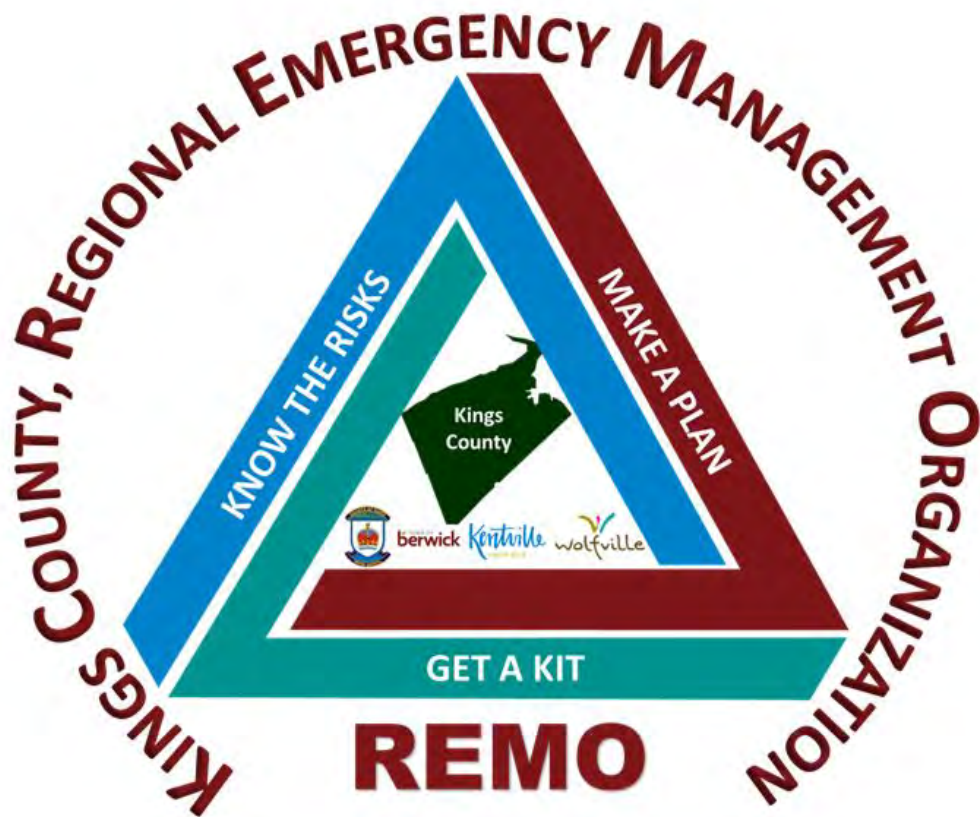 KINGS COUNTY, REGIONAL EMERGENCY MANAGEMENT ORGANIZATION
KNOW THE RISKS
MAKE A PLAN
Kings
County
berwick Kentville wolfville
GET A KIT
REMO